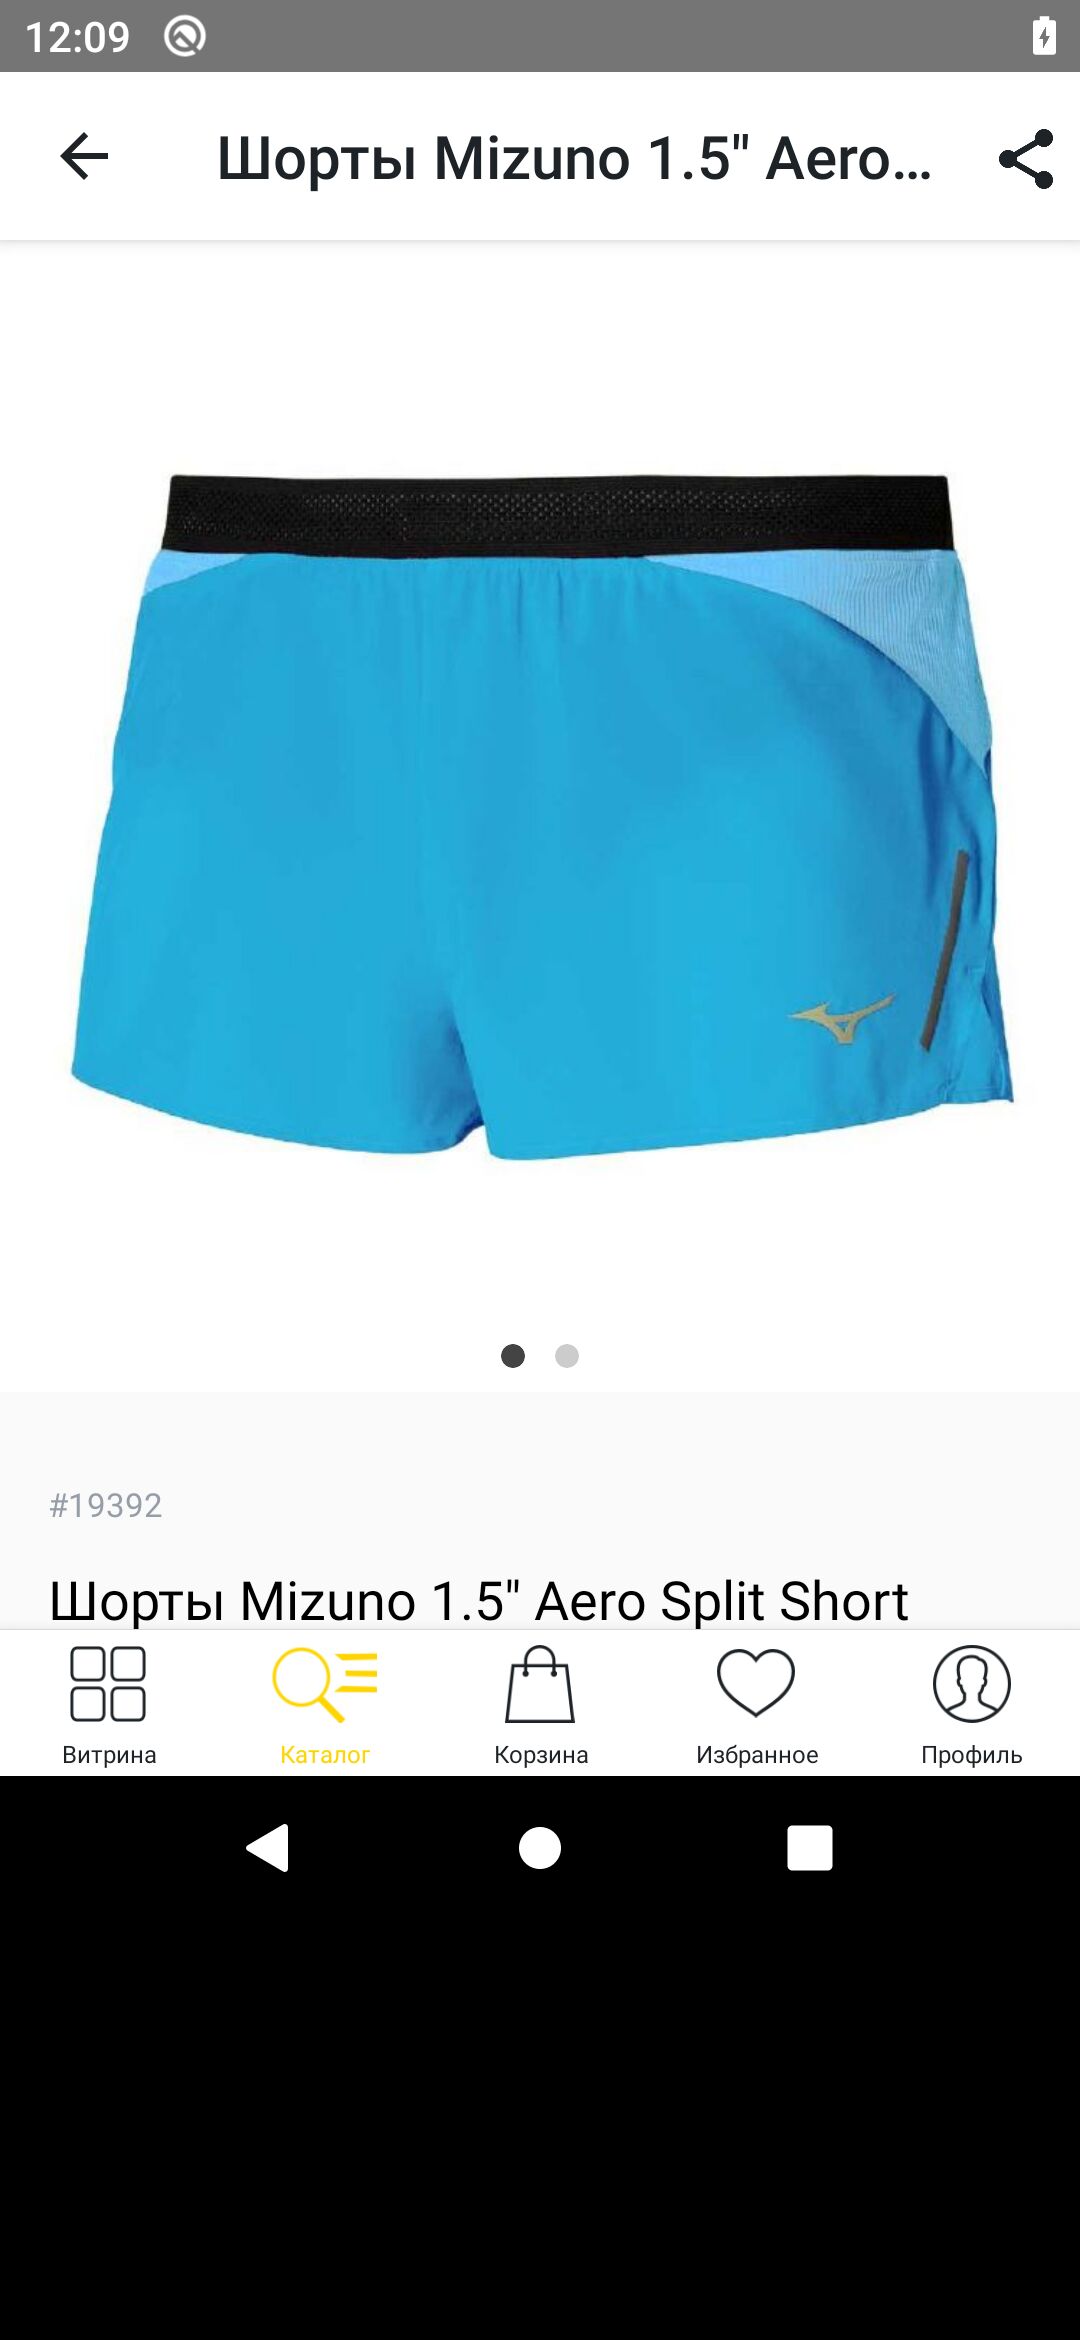 12:09
Шорты Mizuno 1.5" Aero...
#19392
Шорты Mizuno 1.5" Aero Split Short
Витрина
Каталог
Корзина
Избранное
Профиль